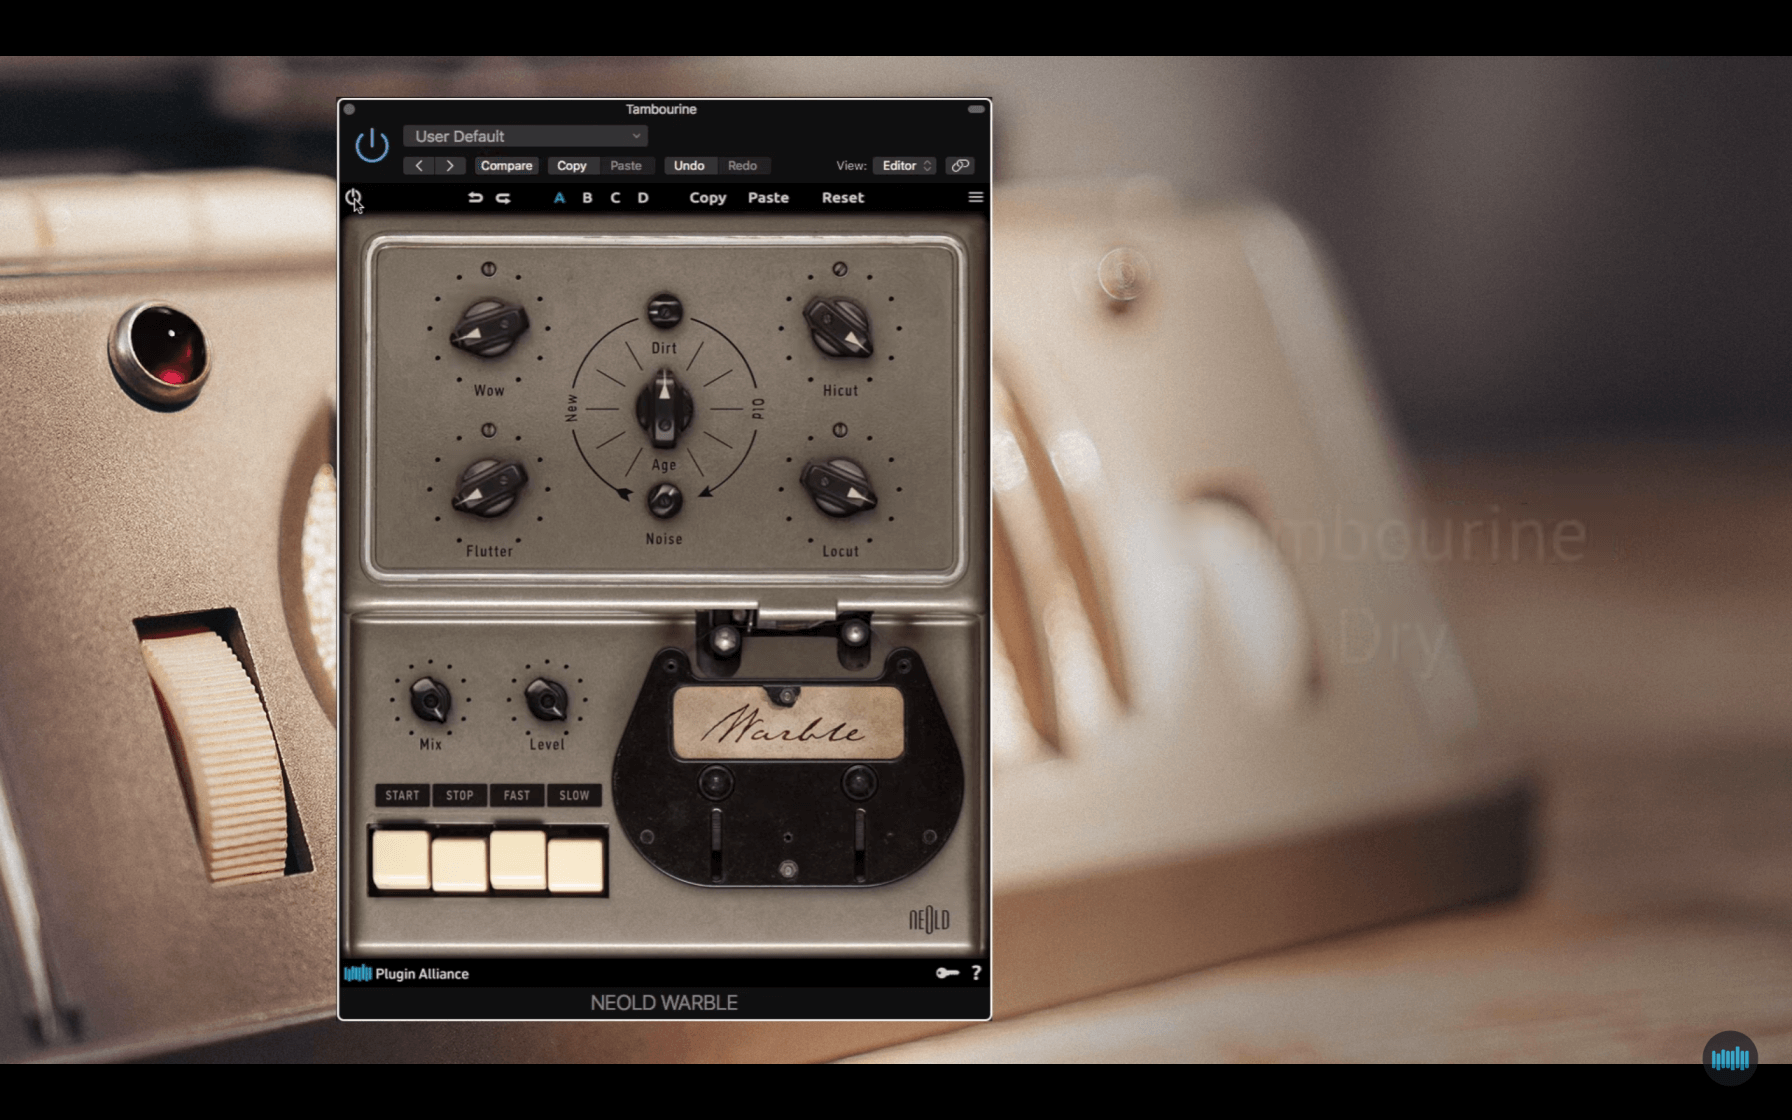 Tambourine
User Default
Compare Copy Paste Undo Redo View: Editor
A B C D Copy Paste Reset
Dirt
Wow Hicut
New Old
Age
Noise
Flutter Locut
Tambourine
Dry
Warble
Mix Level
START STOP FAST SLOW
NEOLD
Plugin Alliance ?
NEOLD WARBLE